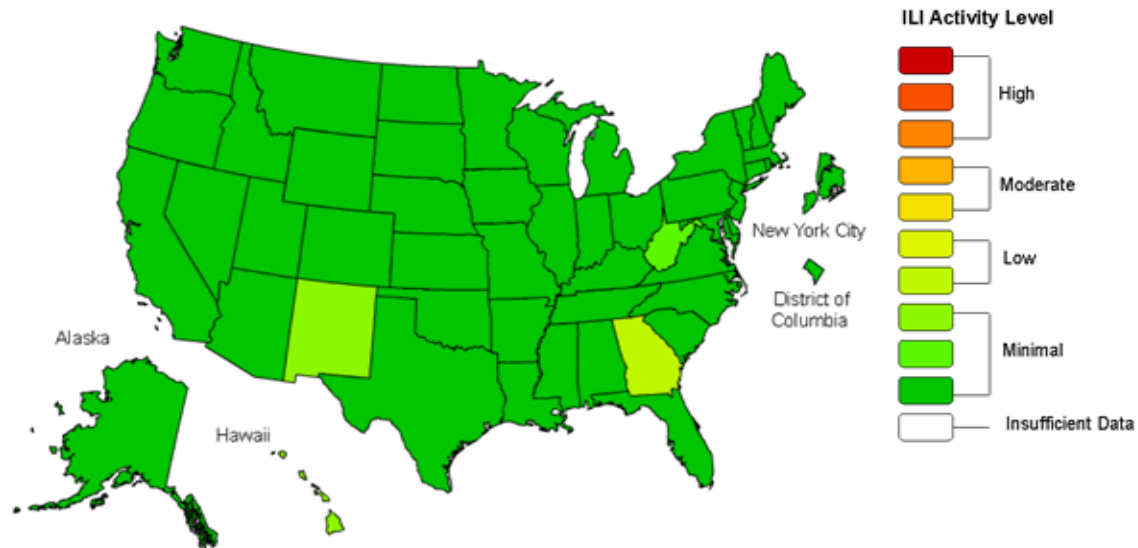 ILI Activity Level
High
Moderate
Low
Minimal
Insufficient Data
New York City
District of
Columbia
Alaska
Hawaii